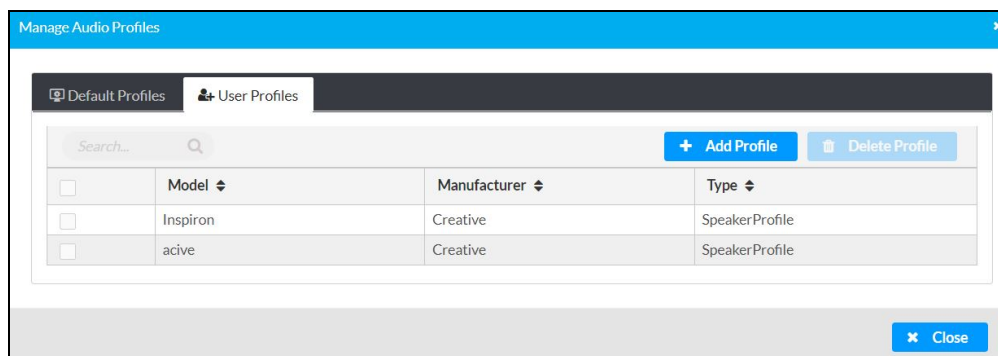 Manage Audio Profiles
Default Profiles User Profiles
Search... Add Profile Delete Profile
Model Manufacturer Type
Inspiron Creative SpeakerProfile
acive Creative SpeakerProfile
Close